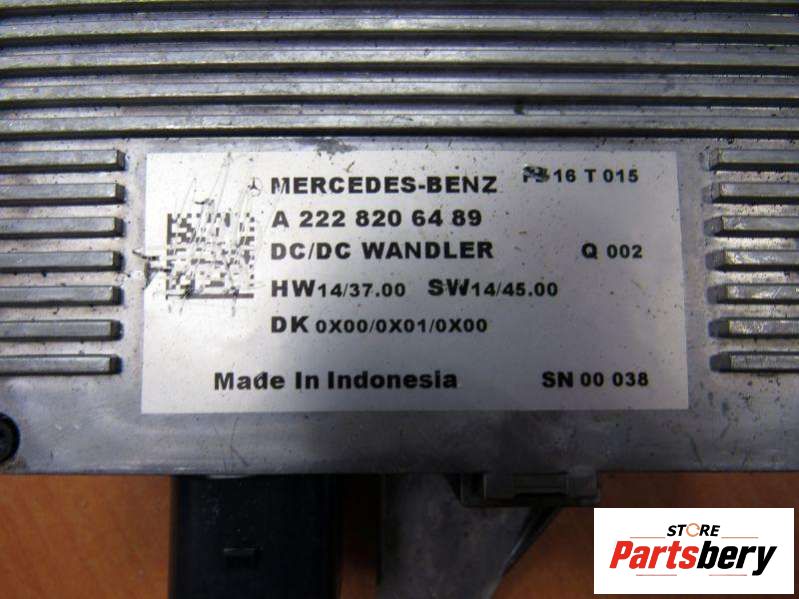 MERCEDES-BENZ 16 T 015
A 222 820 64 89
DC/DC WANDLER Q 002
HW14/37.00 SW14/45.00
DK 0X00/0X01/0X00
Made In Indonesia SN 00 038
STORE
Partsbery